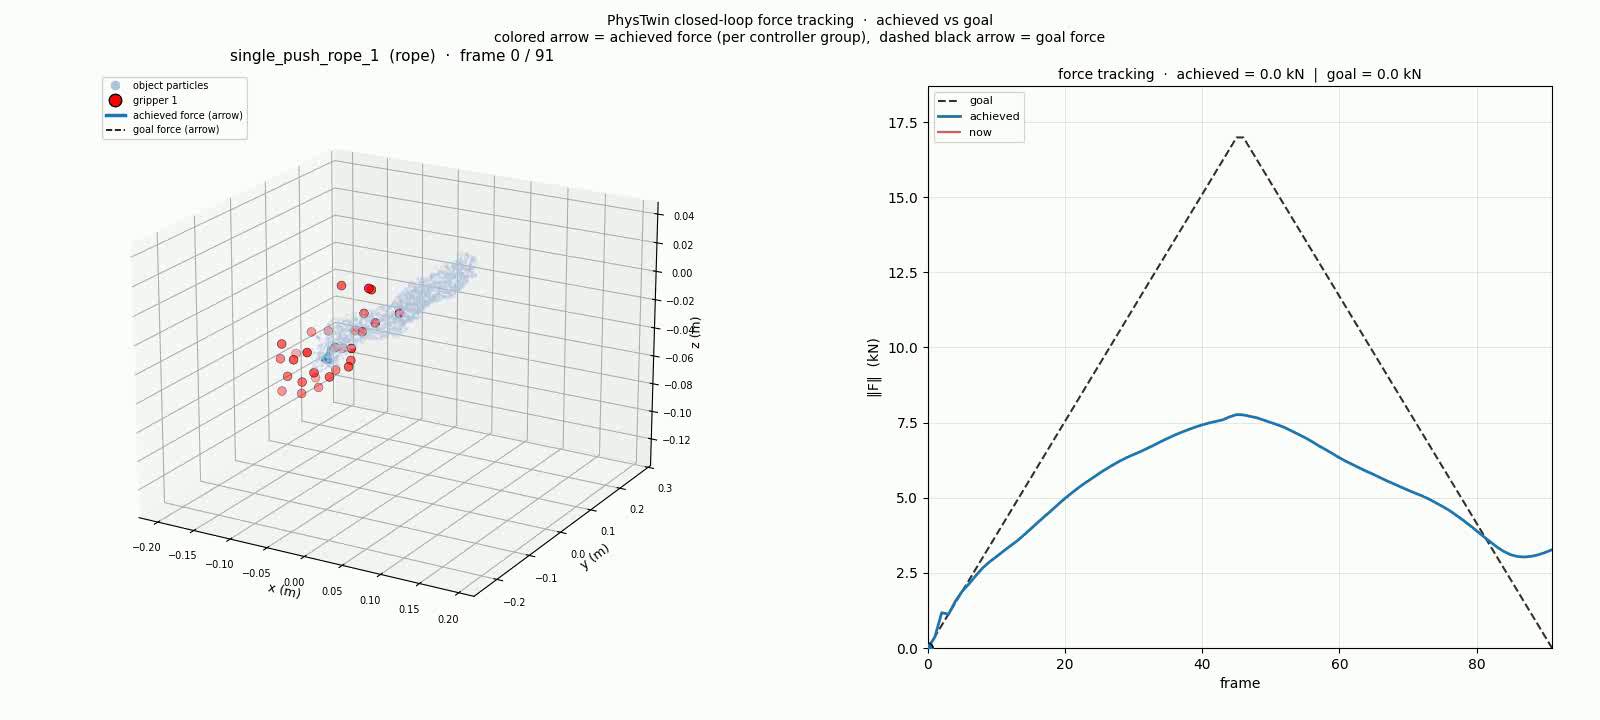 PhysTwin closed-loop force tracking · achieved vs goal
colored arrow = achieved force (per controller group), dashed black arrow = goal force
single_push_rope_1 (rope) · frame 0 / 91
object particles
gripper 1
achieved force (arrow)
goal force (arrow)
0.04
0.02
0.00
−0.02
−0.04
−0.06
−0.08
−0.10
−0.12
z (m)
0.3
0.2
0.1
0.0
−0.1
−0.2
y (m)
−0.20
−0.15
−0.10
−0.05
0.00
0.05
0.10
0.15
0.20
x (m)
force tracking · achieved = 0.0 kN | goal = 0.0 kN
goal
achieved
now
17.5
15.0
12.5
10.0
7.5
5.0
2.5
0.0
‖F‖ (kN)
0
20
40
60
80
frame